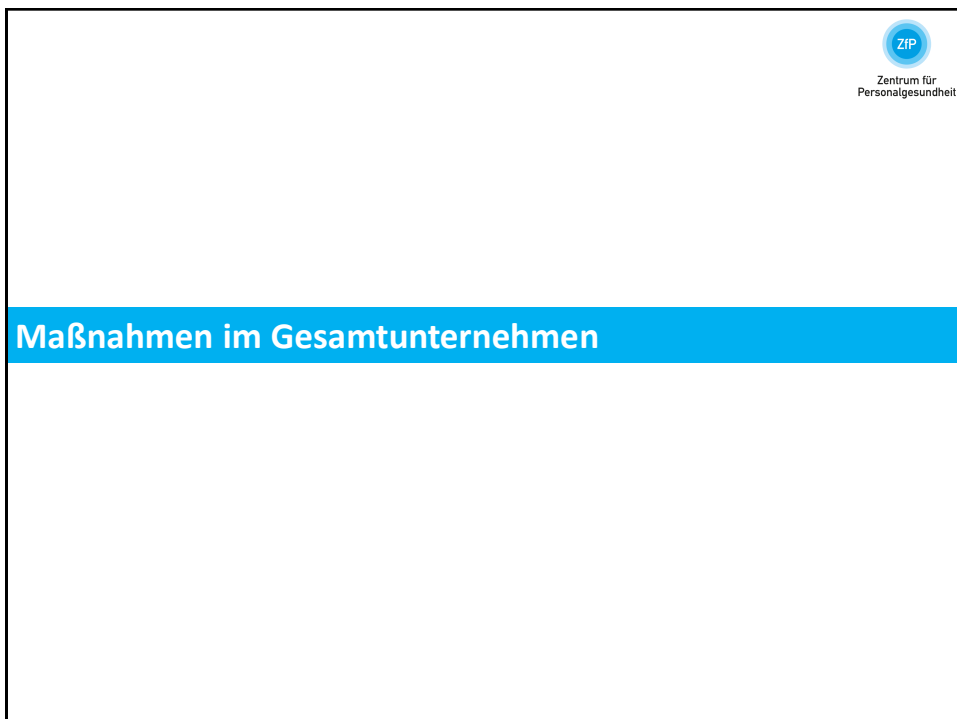 ZfP
Zentrum für
Personalgesundheit
Maßnahmen im Gesamtunternehmen